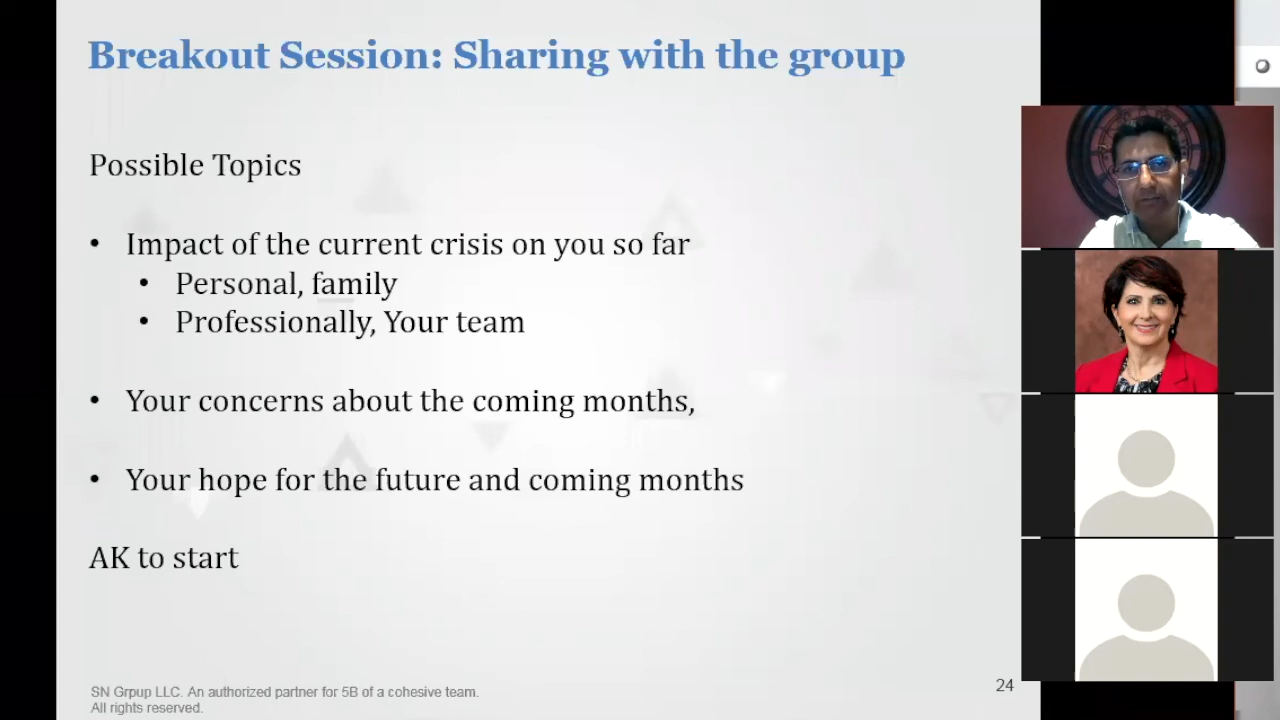 Breakout Session: Sharing with the group
Possible Topics
• Impact of the current crisis on you so far
• Personal, family
• Professionally, Your team
• Your concerns about the coming months,
• Your hope for the future and coming months
AK to start
SN Grpup LLC. An authorized partner for 5B of a cohesive team.
All rights reserved.
24